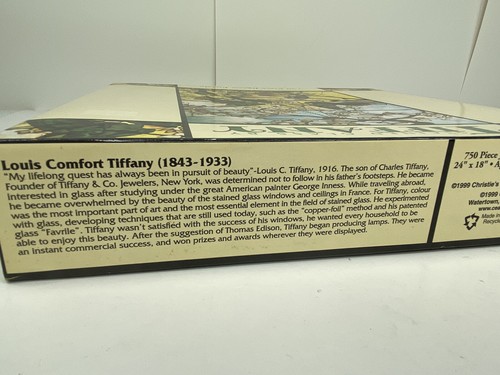 Louis Comfort Tiffany (1843-1933)
"My lifelong quest has always been in pursuit of beauty"-Louis C. Tiffany, 1916. The son of Charles Tiffany,
Founder of Tiffany & Co. Jewelers, New York, was determined not to follow in his father's footsteps. He became
interested in glass after studying under the great American painter George Inness. While traveling abroad,
he became overwhelmed by the beauty of the stained glass windows and ceilings in France. For Tiffany, colour
was the most important part of art and the most essential element in the field of stained glass. He experimented
with glass, developing techniques that are still used today, such as the "copper-foil" method and his patented
glass "Favrile". Tiffany wasn't satisfied with the success of his windows, he wanted every household to be
able to enjoy this beauty. After the suggestion of Thomas Edison, Tiffany began producing lamps. They were
an instant commercial success, and won prizes and awards wherever they were displayed.
750 Piece
24" x 18" •
©1999 Christie's
©1999
Watertown,
Made in
Recycle